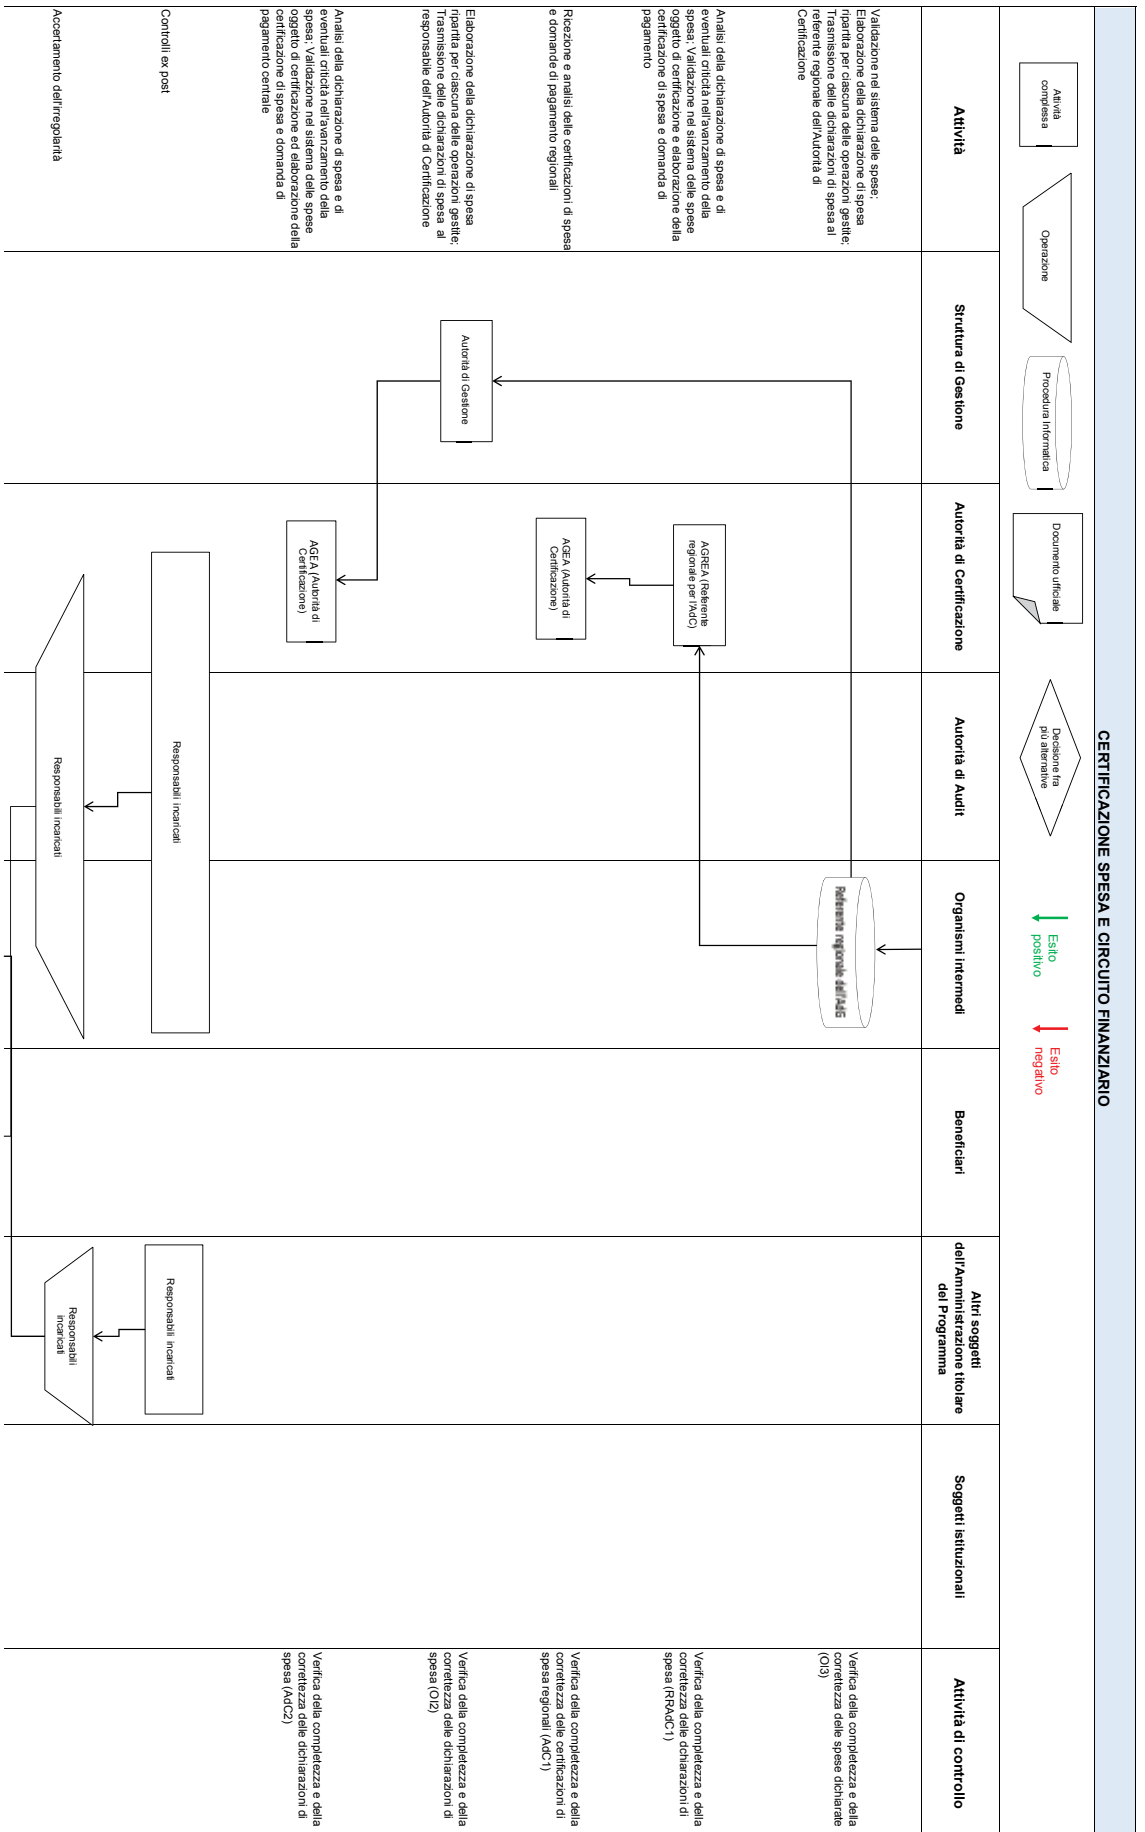 CERTIFICAZIONE SPESA E CIRCUITO FINANZIARIO
Attività
complessa
Operazione
Procedura Informatica
Documento ufficiale
Decisione fra
più alternative
Esito
positivo
Esito
negativo
Attività
Struttura di Gestione
Autorità di Certificazione
Autorità di Audit
Organismi intermedi
Beneficiari
Altri soggetti
dell'Amministrazione titolare
del Programma
Soggetti istituzionali
Attività di controllo
Validazione nel sistema delle spese;
Elaborazione della dichiarazione di spesa
ripartita per ciascuna delle operazioni gestite;
Trasmissione delle dichiarazioni di spesa al
referente regionale dell'Autorità di
Certificazione
Referente regionale dell'AdG
Verifica della completezza e della
correttezza delle spese dichiarate
(OI3)
Analisi della dichiarazione di spesa e di
eventuali criticità nell'avanzamento della
spesa; Validazione nel sistema delle spese
oggetto di certificazione e elaborazione della
certificazione di spesa e domanda di
pagamento
AGREA (Referente
regionale per l'AdC)
Verifica della completezza e della
correttezza delle dchiarazioni di
spesa (RRAdC1)
Ricezione e analisi delle certificazioni di spesa
e domande di pagamento regionali
AGEA (Autorità di
Certificazione)
Verifica della completezza e della
correttezza delle certificazioni di
spesa regionali (AdC1)
Elaborazione della dichiarazione di spesa
ripartita per ciascuna delle operazioni gestite;
Trasmissione delle dichiarazioni di spesa al
responsabile dell'Autorità di Certificazione
Autorità di Gestione
Verifica della completezza e della
correttezza delle dichiarazioni di
spesa (OI2)
Analisi della dichiarazione di spesa e di
eventuali criticità nell'avanzamento della
spesa; Validazione nel sistema delle spese
oggetto di certificazione ed elaborazione della
certificazione di spesa e domanda di
pagamento centrale
AGEA (Autorità di
Certificazione)
Verifica della completezza e della
correttezza delle dichiarazioni di
spesa (AdC2)
Controlli ex post
Responsabili incaricati
Responsabili incaricati
Accertamento dell'irregolarità
Responsabili incaricati
Responsabili
incaricati